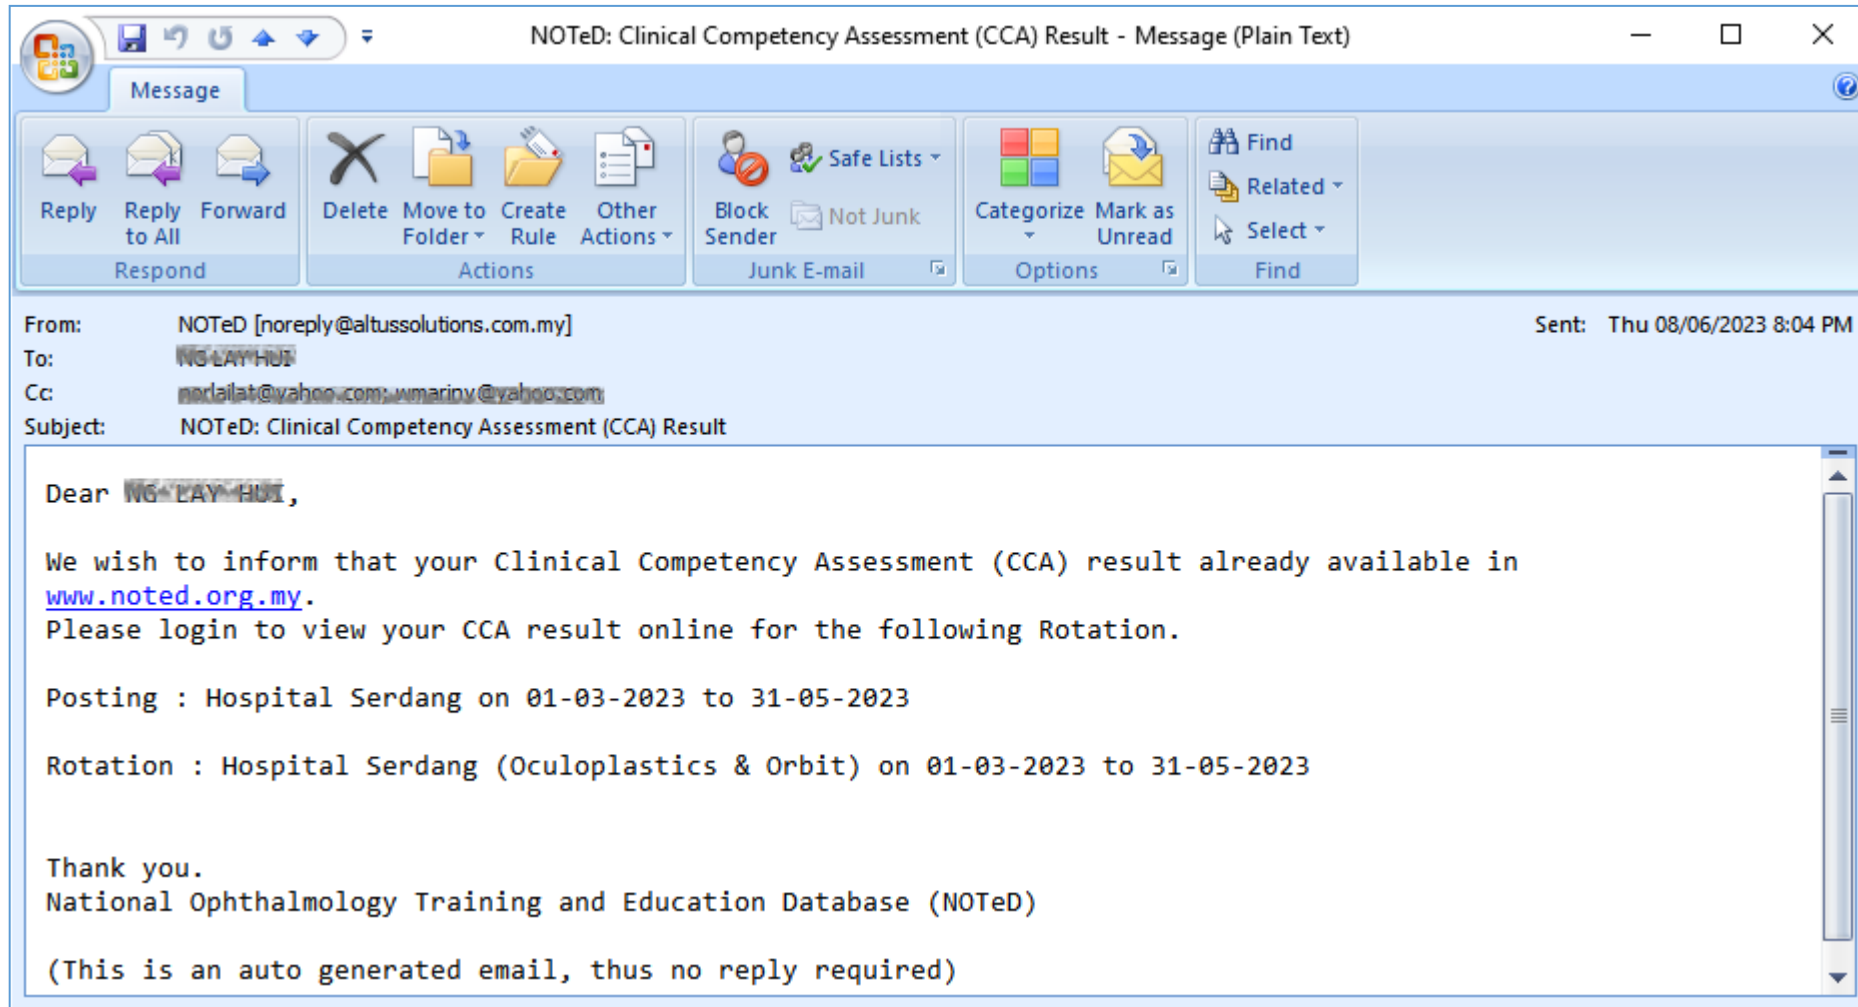 NOTeD: Clinical Competency Assessment (CCA) Result - Message (Plain Text)
Message
Reply
Reply to All
Forward
Respond
Delete
Move to Folder
Create Rule
Other Actions
Actions
Block Sender
Safe Lists
Not Junk
Junk E-mail
Categorize
Mark as Unread
Options
Find
Related
Select
Find
From: NOTeD [noreply@altussolutions.com.my]
Sent: Thu 08/06/2023 8:04 PM
To:
Cc:
Subject: NOTeD: Clinical Competency Assessment (CCA) Result
Dear ,
We wish to inform that your Clinical Competency Assessment (CCA) result already available in
www.noted.org.my.
Please login to view your CCA result online for the following Rotation.
Posting : Hospital Serdang on 01-03-2023 to 31-05-2023
Rotation : Hospital Serdang (Oculoplastics & Orbit) on 01-03-2023 to 31-05-2023
Thank you.
National Ophthalmology Training and Education Database (NOTeD)
(This is an auto generated email, thus no reply required)